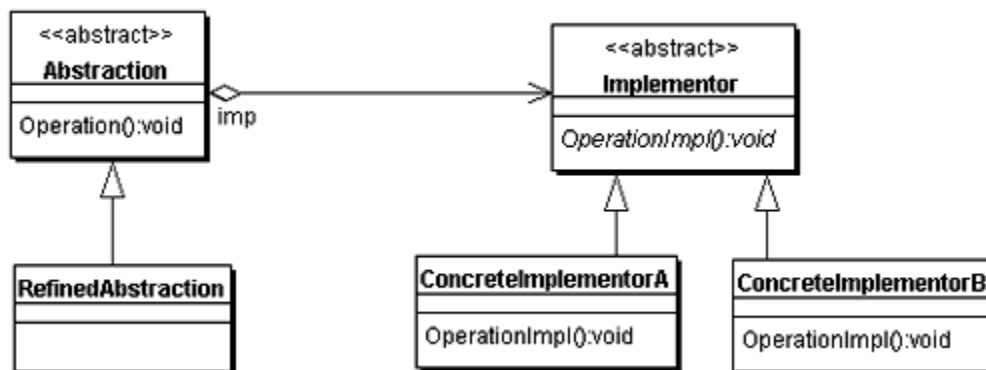 <<abstract>>
Abstraction
Operation():void
imp
<<abstract>>
Implementor
OperationImpl():void
RefinedAbstraction
ConcreteImplementorA
OperationImpl():void
ConcreteImplementorB
OperationImpl():void